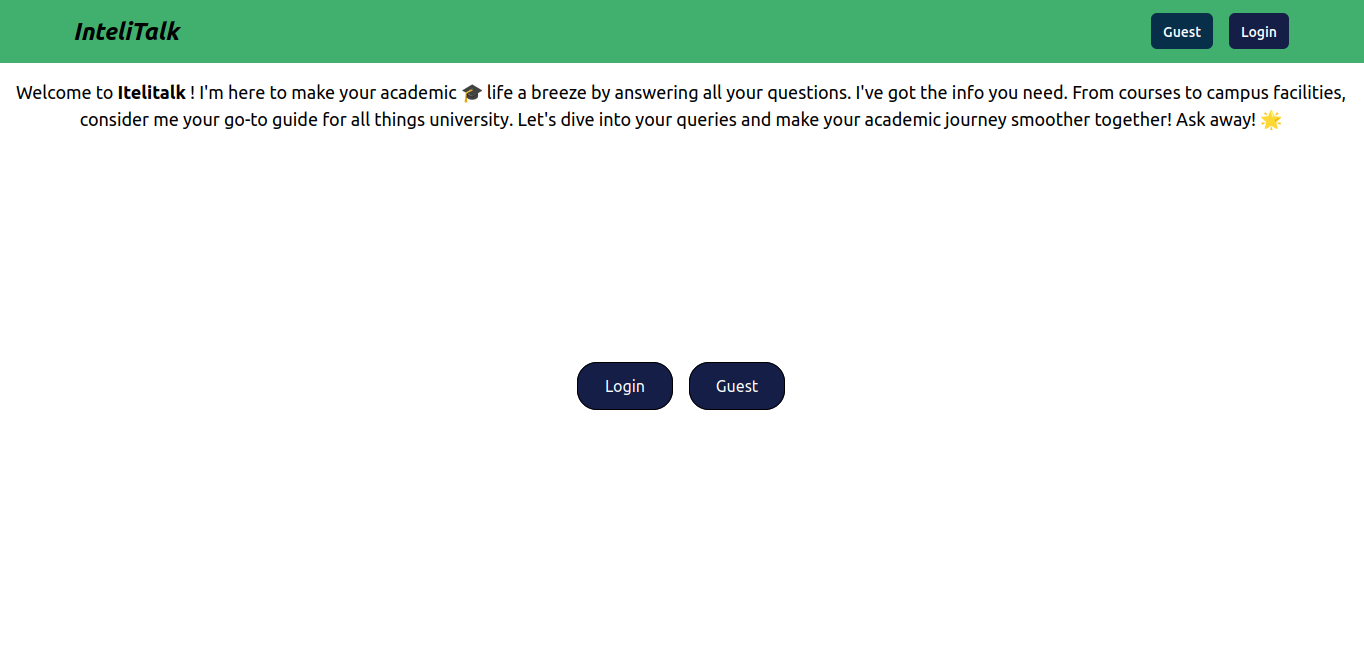 InteliTalk
Guest
Login
Welcome to Itelitalk ! I'm here to make your academic 🎓 life a breeze by answering all your questions. I've got the info you need. From courses to campus facilities,
consider me your go-to guide for all things university. Let's dive into your queries and make your academic journey smoother together! Ask away! 🌟
Login
Guest